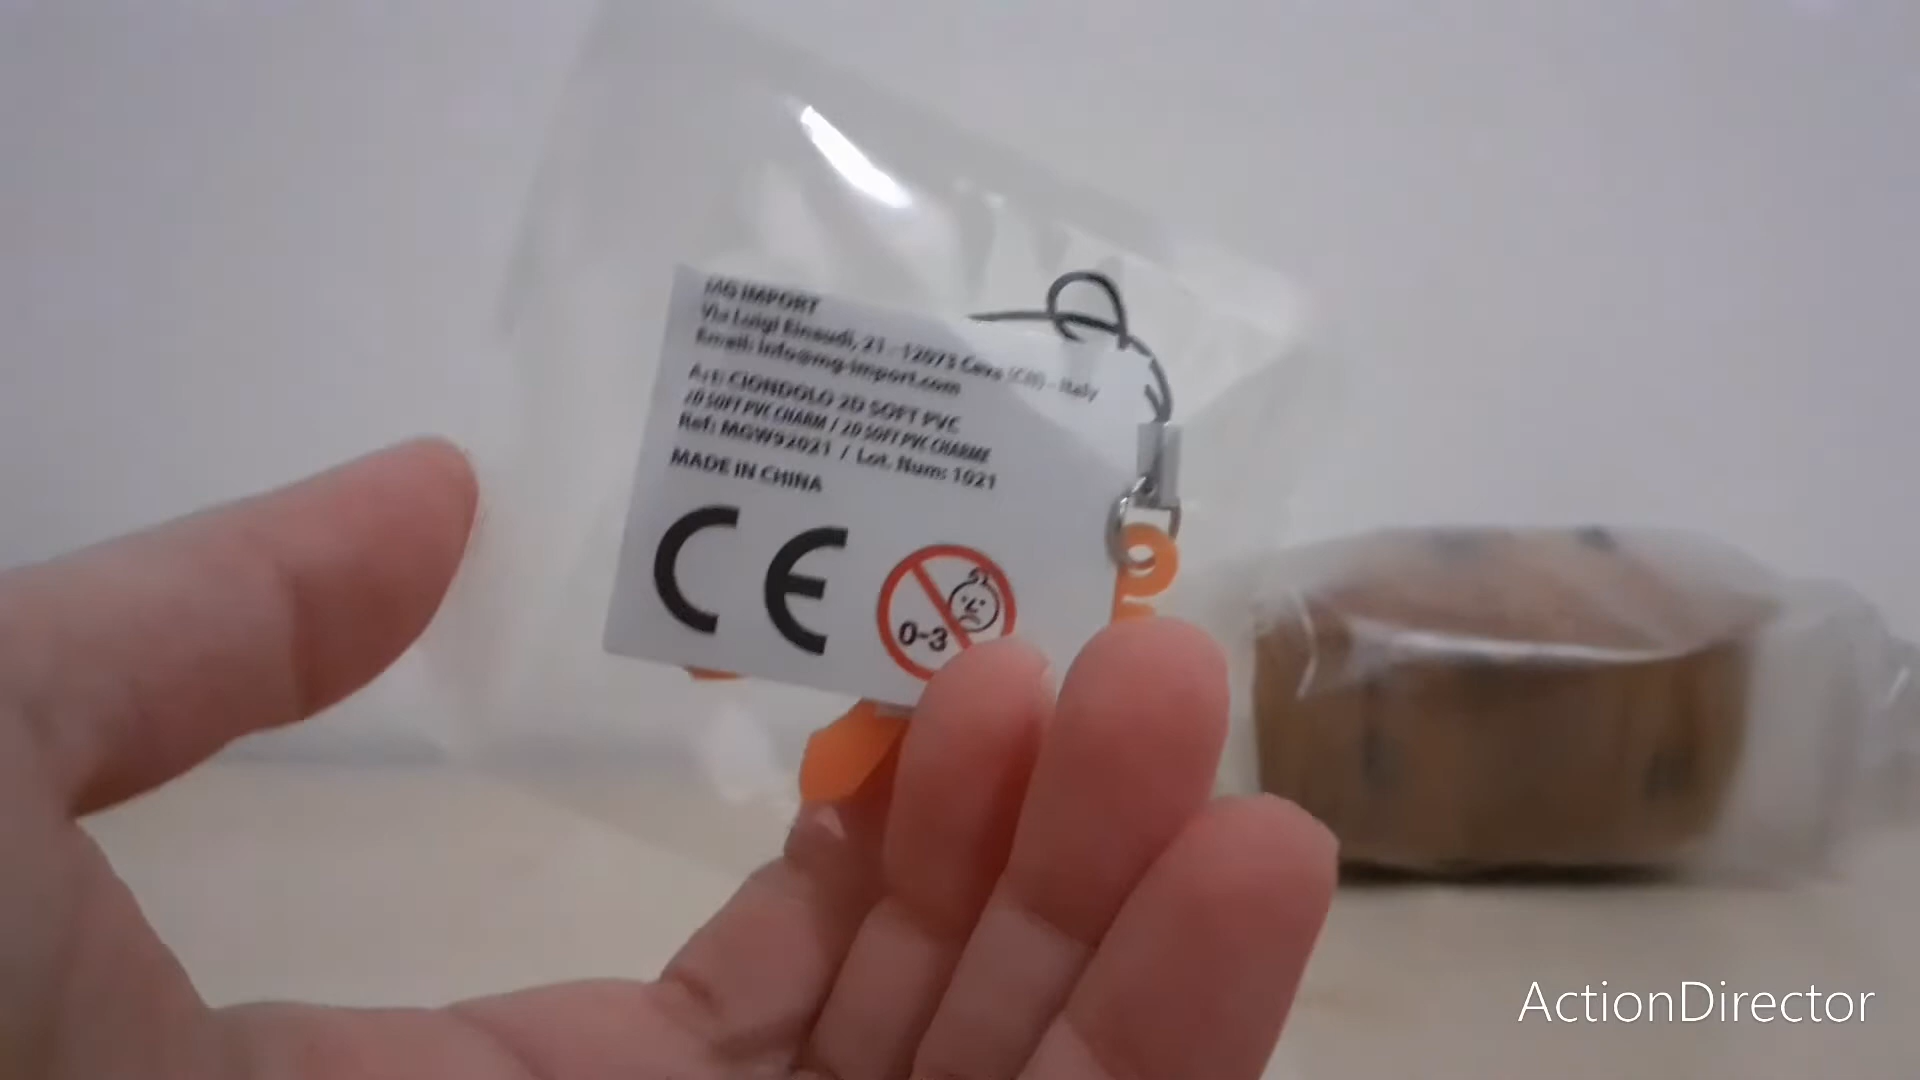 MG IMPORT
Via Luigi Einaudi, 21 - 12073 Ceva (CN) - Italy
Email: info@mg-import.com
Art: CIONDOLO 2D SOFT PVC
2D SOFT PVC CHARM / 2D SOFT PVC CHARME
Ref: MGW92021 / Lot. Num: 1021
MADE IN CHINA
CE
0-3
ActionDirector